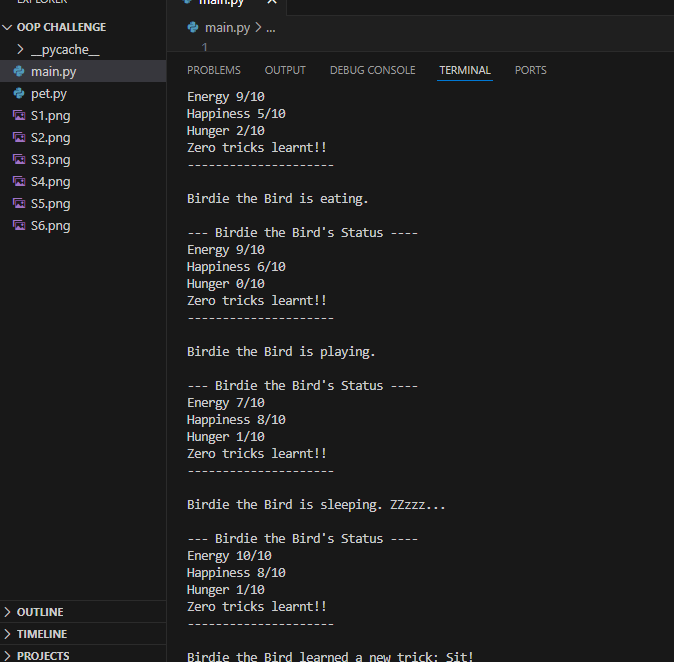 EXPLORER
OOP CHALLENGE
__pycache__
main.py
pet.py
S1.png
S2.png
S3.png
S4.png
S5.png
S6.png
OUTLINE
TIMELINE
PROJECTS
main.py
main.py > ...
1
PROBLEMS OUTPUT DEBUG CONSOLE TERMINAL PORTS
Energy 9/10
Happiness 5/10
Hunger 2/10
Zero tricks learnt!!
---------------------
Birdie the Bird is eating.
--- Birdie the Bird's Status ----
Energy 9/10
Happiness 6/10
Hunger 0/10
Zero tricks learnt!!
---------------------
Birdie the Bird is playing.
--- Birdie the Bird's Status ----
Energy 7/10
Happiness 8/10
Hunger 1/10
Zero tricks learnt!!
---------------------
Birdie the Bird is sleeping. ZZzzz...
--- Birdie the Bird's Status ----
Energy 10/10
Happiness 8/10
Hunger 1/10
Zero tricks learnt!!
---------------------
Birdie the Bird learned a new trick: Sit!